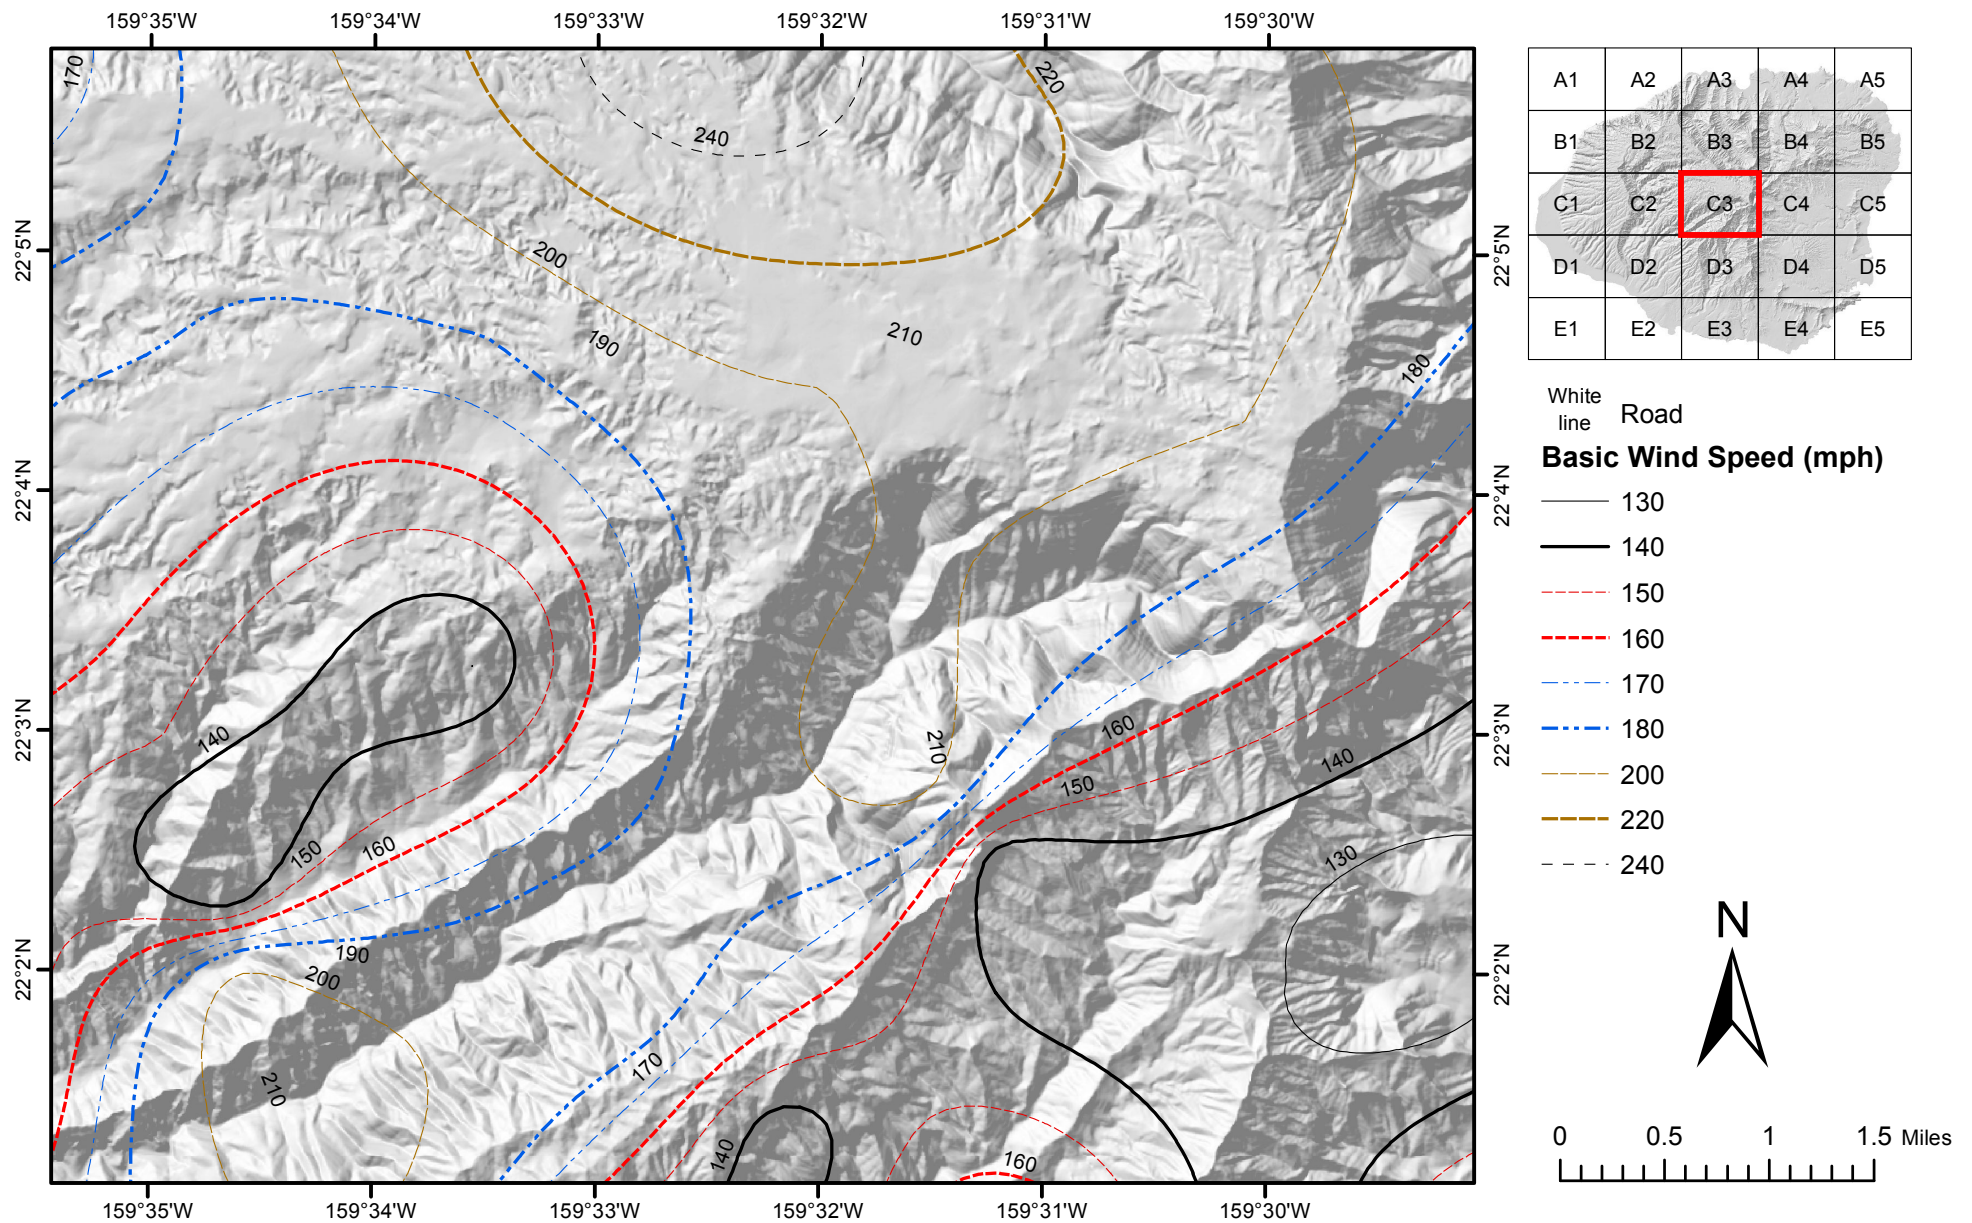 159°35'W 159°34'W 159°33'W 159°32'W 159°31'W 159°30'W
170
220
240
22°5'N
22°5'N
200
210
190
180
22°4'N
22°4'N
22°3'N
22°3'N
140
210
160
140
150
150
160
130
190
200
22°2'N
22°2'N
170
210
140
160
159°35'W 159°34'W 159°33'W 159°32'W 159°31'W 159°30'W
A1 A2 A3 A4 A5
B1 B2 B3 B4 B5
C1 C2 C3 C4 C5
D1 D2 D3 D4 D5
E1 E2 E3 E4 E5
White
line
Road
Basic Wind Speed (mph)
130
140
150
160
170
180
200
220
240
N
0 0.5 1 1.5 Miles